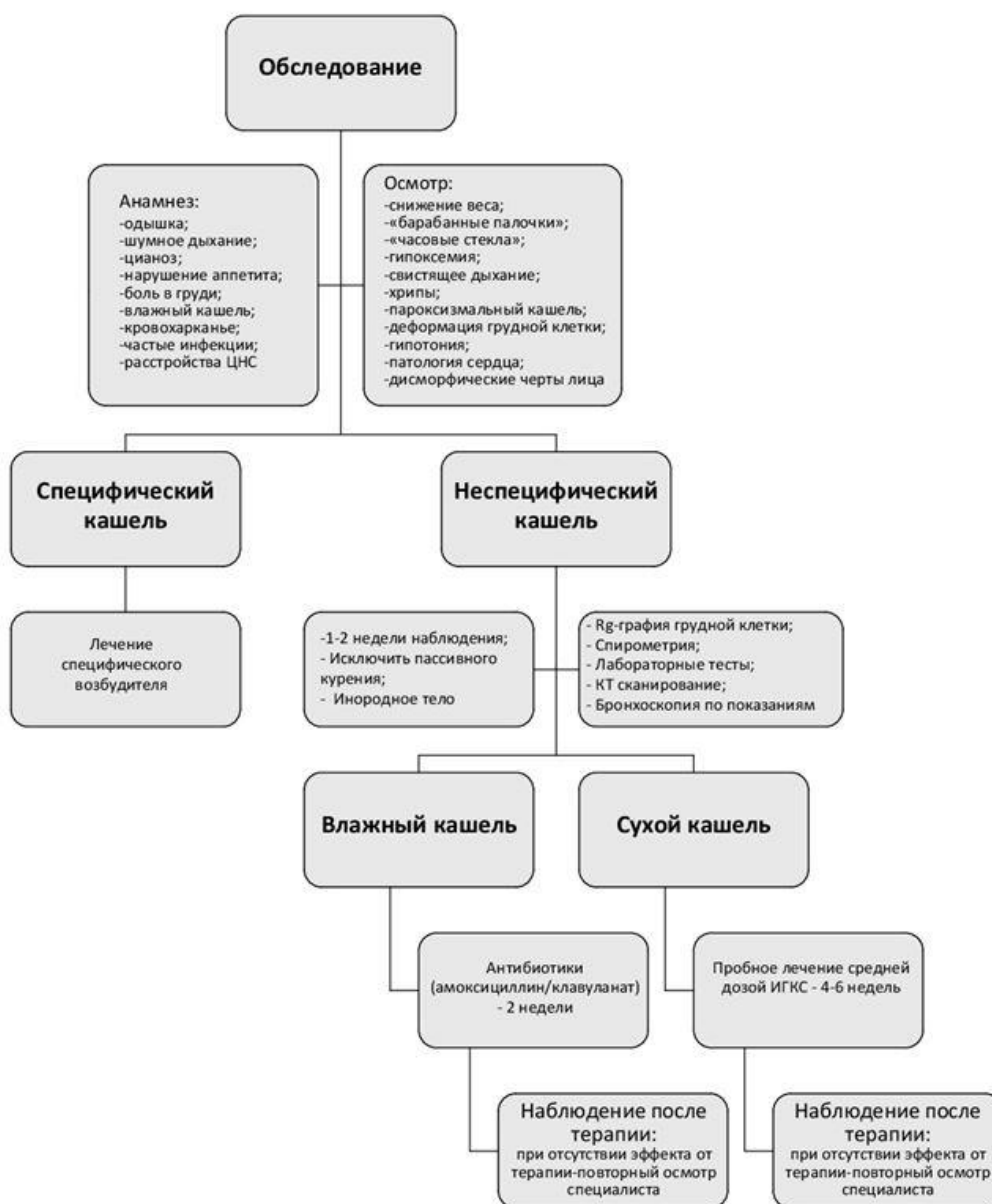 Обследование
Анамнез:
-одышка;
-шумное дыхание;
-цианоз;
-нарушение аппетита;
-боль в груди;
-влажный кашель;
-кровохарканье;
-частые инфекции;
-расстройства ЦНС
Осмотр:
-снижение веса;
-«барабанные палочки»;
-«часовые стекла»;
-гипоксемия;
-свистящее дыхание;
-хрипы;
-пароксизмальный кашель;
-деформация грудной клетки;
-гипотония;
-патология сердца;
-дисморфические черты лица
Специфический
кашель
Неспецифический
кашель
Лечение
специфического
возбудителя
-1-2 недели наблюдения;
- Исключить пассивного
курения;
- Инородное тело
- Rg-графия грудной клетки;
- Спирометрия;
- Лабораторные тесты;
- КТ сканирование;
- Бронхоскопия по показаниям
Влажный кашель
Сухой кашель
Антибиотики
(амоксициллин/клавуланат)
- 2 недели
Пробное лечение средней
дозой ИГКС - 4-6 недель
Наблюдение после
терапии:
при отсутствии эффекта от
терапии-повторный осмотр
специалиста
Наблюдение после
терапии:
при отсутствии эффекта от
терапии-повторный осмотр
специалиста